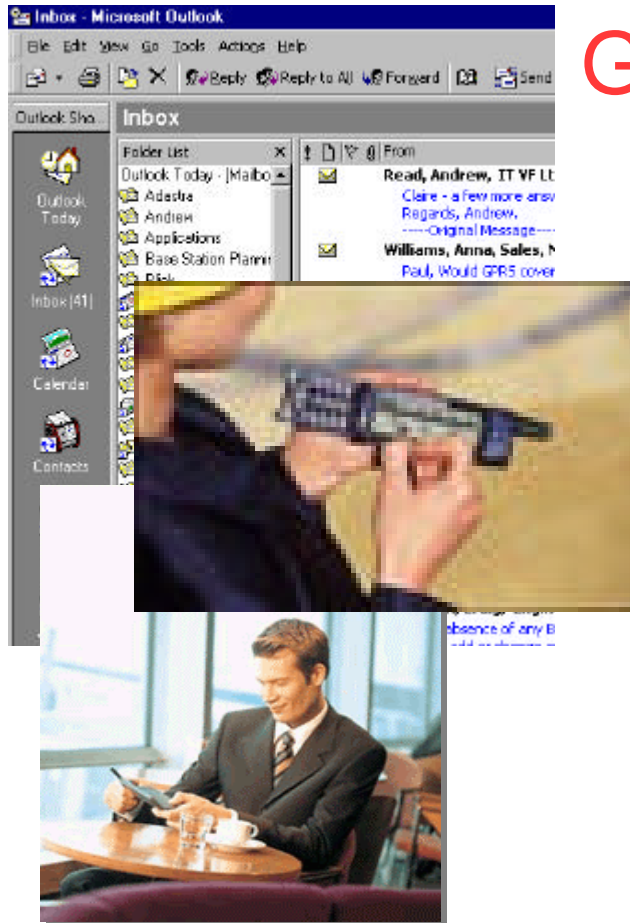 Inbox - Microsoft Outlook
G
File Edit View Go Tools Actions Help
Reply Reply to All Forward Send
Outlook Sho...
Inbox
Folder List
From
Outlook Today - [Mailbo
Read, Andrew, IT VF Lt
Adastra
Claire - a few more answ
Outlook
Today
Andrew
Regards, Andrew.
-----Original Message----
Applications
Williams, Anna, Sales, N
Base Station Plannin
Paul, Would GPRS cover
Inbox (41)
Calendar
Contacts
absence of any B